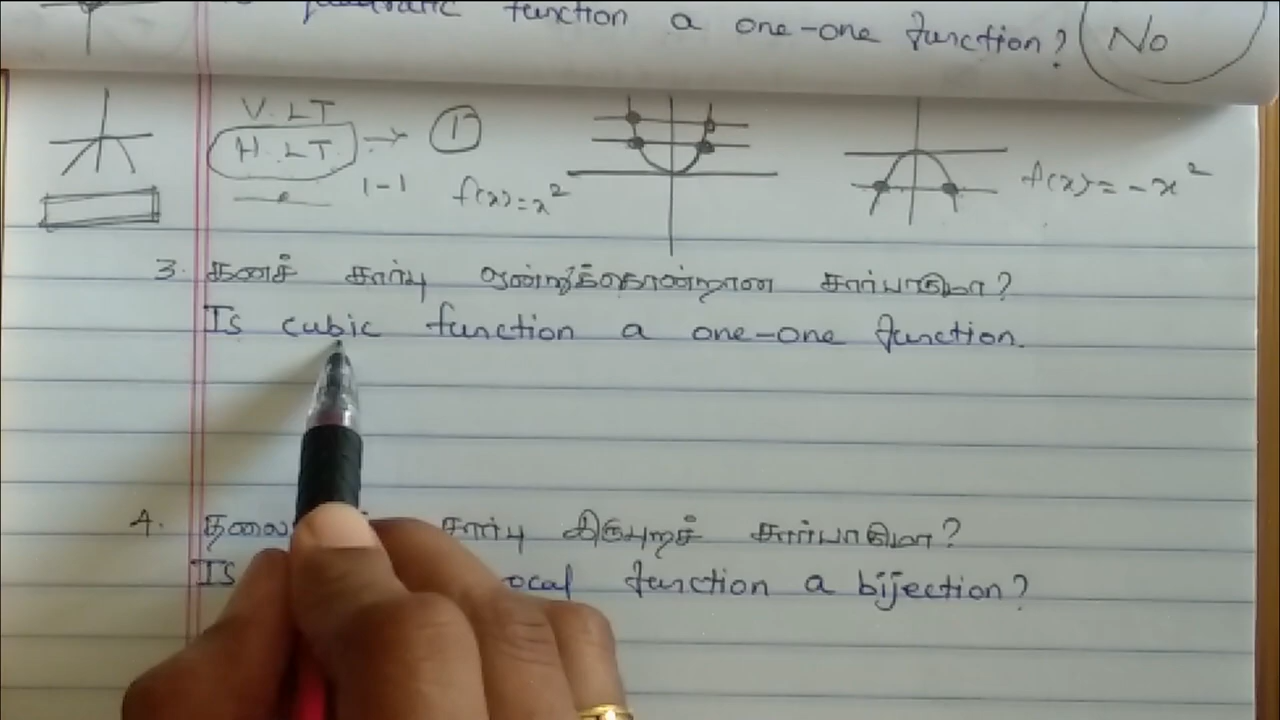 quadratic function a one-one function? No
V.LT
H.LT → 1
1-1 f(x)=x² f(x)=-x²
3. கனச் சார்பு ஒன்றுக்கொன்றான சார்பாகுமா?
Is cubic function a one-one function.
4. சார்பு இருபுறச் சார்பாகுமா?
Is function a bijection?